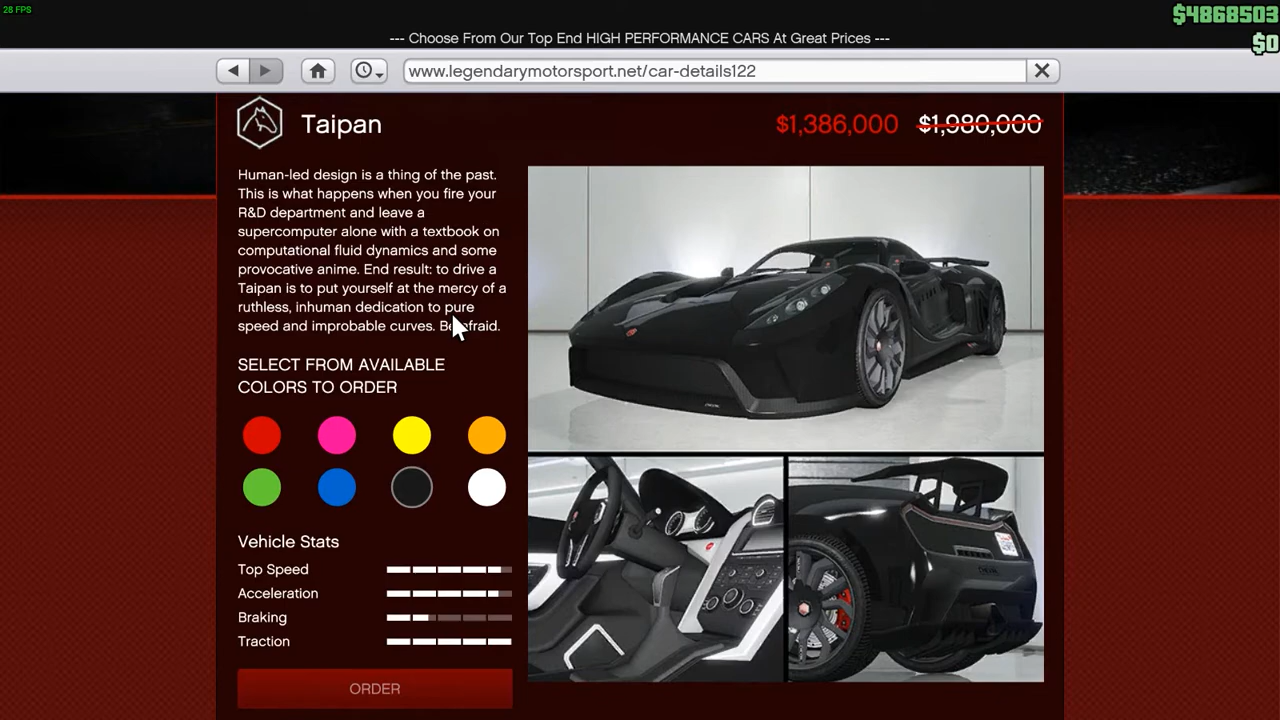 28 FPS
$4868503
--- Choose From Our Top End HIGH PERFORMANCE CARS At Great Prices ---
$0
www.legendarymotorsport.net/car-details122
Taipan
$1,386,000 $1,980,000
Human-led design is a thing of the past.
This is what happens when you fire your
R&D department and leave a
supercomputer alone with a textbook on
computational fluid dynamics and some
provocative anime. End result: to drive a
Taipan is to put yourself at the mercy of a
ruthless, inhuman dedication to pure
speed and improbable curves. Be afraid.
SELECT FROM AVAILABLE
COLORS TO ORDER
Vehicle Stats
Top Speed
Acceleration
Braking
Traction
ORDER